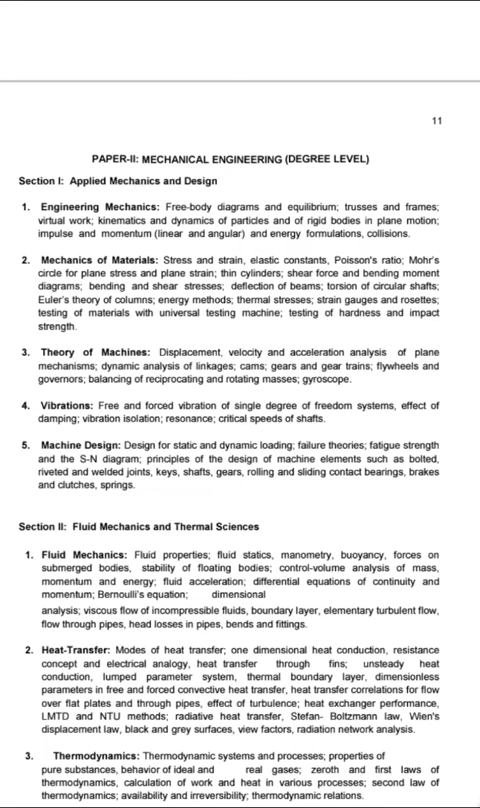 11
PAPER-II: MECHANICAL ENGINEERING (DEGREE LEVEL)
Section I: Applied Mechanics and Design
1. Engineering Mechanics: Free-body diagrams and equilibrium; trusses and frames;
virtual work; kinematics and dynamics of particles and of rigid bodies in plane motion;
impulse and momentum (linear and angular) and energy formulations, collisions.
2. Mechanics of Materials: Stress and strain, elastic constants, Poisson's ratio; Mohr's
circle for plane stress and plane strain; thin cylinders; shear force and bending moment
diagrams; bending and shear stresses; deflection of beams; torsion of circular shafts;
Euler's theory of columns; energy methods; thermal stresses; strain gauges and rosettes;
testing of materials with universal testing machine; testing of hardness and impact
strength.
3. Theory of Machines: Displacement, velocity and acceleration analysis of plane
mechanisms; dynamic analysis of linkages; cams; gears and gear trains; flywheels and
governors; balancing of reciprocating and rotating masses; gyroscope.
4. Vibrations: Free and forced vibration of single degree of freedom systems, effect of
damping; vibration isolation; resonance; critical speeds of shafts.
5. Machine Design: Design for static and dynamic loading; failure theories; fatigue strength
and the S-N diagram; principles of the design of machine elements such as bolted,
riveted and welded joints, keys, shafts, gears, rolling and sliding contact bearings, brakes
and clutches, springs.
Section II: Fluid Mechanics and Thermal Sciences
1. Fluid Mechanics: Fluid properties; fluid statics, manometry, buoyancy, forces on
submerged bodies, stability of floating bodies; control-volume analysis of mass,
momentum and energy; fluid acceleration; differential equations of continuity and
momentum; Bernoulli's equation; dimensional
analysis; viscous flow of incompressible fluids, boundary layer, elementary turbulent flow,
flow through pipes, head losses in pipes, bends and fittings.
2. Heat-Transfer: Modes of heat transfer; one dimensional heat conduction, resistance
concept and electrical analogy, heat transfer through fins; unsteady heat
conduction, lumped parameter system, thermal boundary layer, dimensionless
parameters in free and forced convective heat transfer, heat transfer correlations for flow
over flat plates and through pipes, effect of turbulence; heat exchanger performance,
LMTD and NTU methods; radiative heat transfer, Stefan- Boltzmann law, Wien's
displacement law, black and grey surfaces, view factors, radiation network analysis.
3. Thermodynamics: Thermodynamic systems and processes; properties of
pure substances, behavior of ideal and real gases; zeroth and first laws of
thermodynamics, calculation of work and heat in various processes; second law of
thermodynamics; availability and irreversibility; thermodynamic relations.